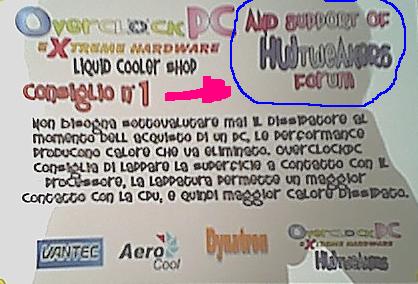 OverclockPC
eXtreme Hardware
Liquid Cooler Shop
AND SUPPORT OF
HWTweakers
Forum
Consiglio n°1
Non bisogna sottovalutare mai il dissipatore al
momento dell acquisto di un PC, le performance
producono calore che va eliminato. OverclockPC
consiglia di lappare la superficie a contatto con il
processore, la lappatura permette un maggior
contatto con la CPU, e quindi maggior calore dissipato.
VANTEC
AeroCool
Dynatron
OverclockPC
eXtreme Hardware
HWTweakers